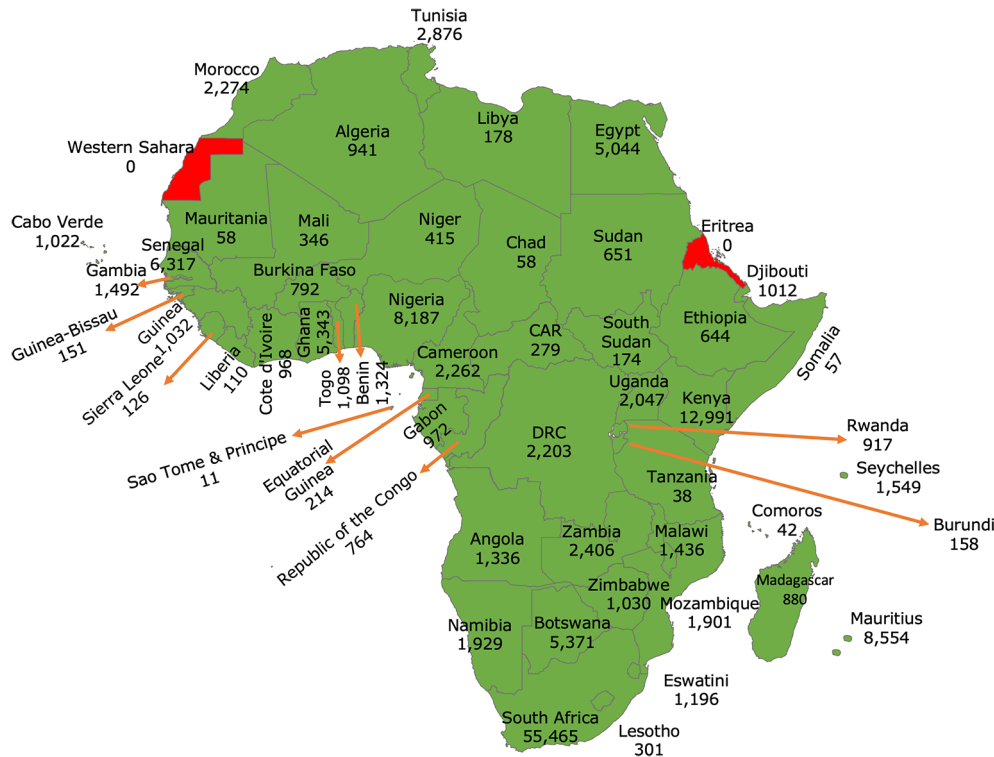 Tunisia
2,876
Morocco
2,274
Algeria
941
Libya
178
Egypt
5,044
Western Sahara
0
Cabo Verde
1,022
Mauritania
58
Mali
346
Niger
415
Chad
58
Sudan
651
Eritrea
0
Djibouti
1012
Senegal
6,317
Gambia
1,492
Guinea-Bissau
151
Guinea
1,032
Sierra Leone
126
Liberia
110
Cote d'Ivoire
968
Burkina Faso
792
Ghana
5,343
Togo
1,098
Benin
1,324
Nigeria
8,187
Cameroon
2,262
CAR
279
South
Sudan
174
Ethiopia
644
Somalia
57
Uganda
2,047
Kenya
12,991
Sao Tome & Principe
11
Equatorial
Guinea
214
Gabon
972
Republic of the Congo
764
DRC
2,203
Rwanda
917
Seychelles
1,549
Burundi
158
Tanzania
38
Comoros
42
Angola
1,336
Zambia
2,406
Malawi
1,436
Madagascar
880
Zimbabwe
1,030
Mozambique
1,901
Mauritius
8,554
Namibia
1,929
Botswana
5,371
Eswatini
1,196
South Africa
55,465
Lesotho
301